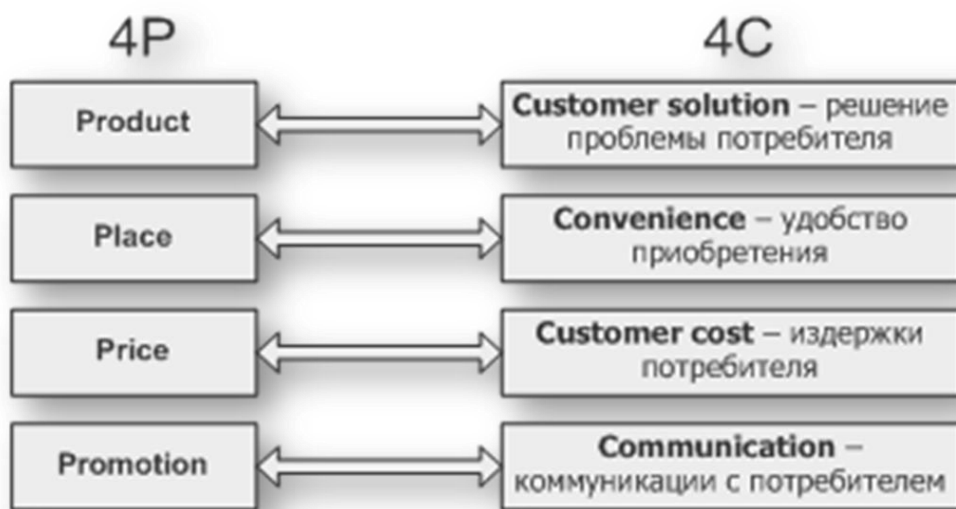 4P 4C
Product
Customer solution – решение
проблемы потребителя
Place
Convenience – удобство
приобретения
Price
Customer cost – издержки
потребителя
Promotion
Communication –
коммуникации с потребителем